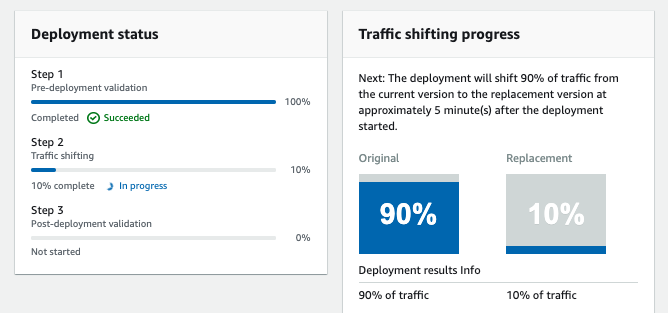 Deployment status
Step 1
Pre-deployment validation
100%
Completed Succeeded
Step 2
Traffic shifting
10%
10% complete In progress
Step 3
Post-deployment validation
0%
Not started
Traffic shifting progress
Next: The deployment will shift 90% of traffic from
the current version to the replacement version at
approximately 5 minute(s) after the deployment
started.
Original Replacement
90% 10%
Deployment results Info
90% of traffic 10% of traffic